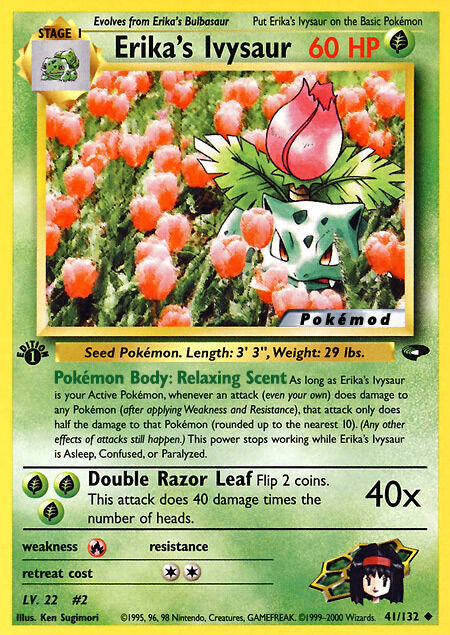 Evolves from Erika's Bulbasaur
Put Erika's Ivysaur on the Basic Pokémon
STAGE 1
Erika's Ivysaur 60 HP
Pokémod
EDITION 1
Seed Pokémon. Length: 3' 3", Weight: 29 lbs.
Pokémon Body: Relaxing Scent As long as Erika's Ivysaur
is your Active Pokémon, whenever an attack (even your own) does damage
to any Pokémon (after applying Weakness and Resistance), that attack only does
half the damage to that Pokémon (rounded up to the nearest 10). (Any other
effects of attacks still happen.) This power stops working while Erika's Ivysaur
is Asleep, Confused, or Paralyzed.
Double Razor Leaf Flip 2 coins.
This attack does 40 damage times the
number of heads.
40x
weakness
resistance
retreat cost
LV. 22 #2
Illus. Ken Sugimori
©1995, 96, 98 Nintendo, Creatures, GAMEFREAK. ©1999-2000 Wizards.
41/132